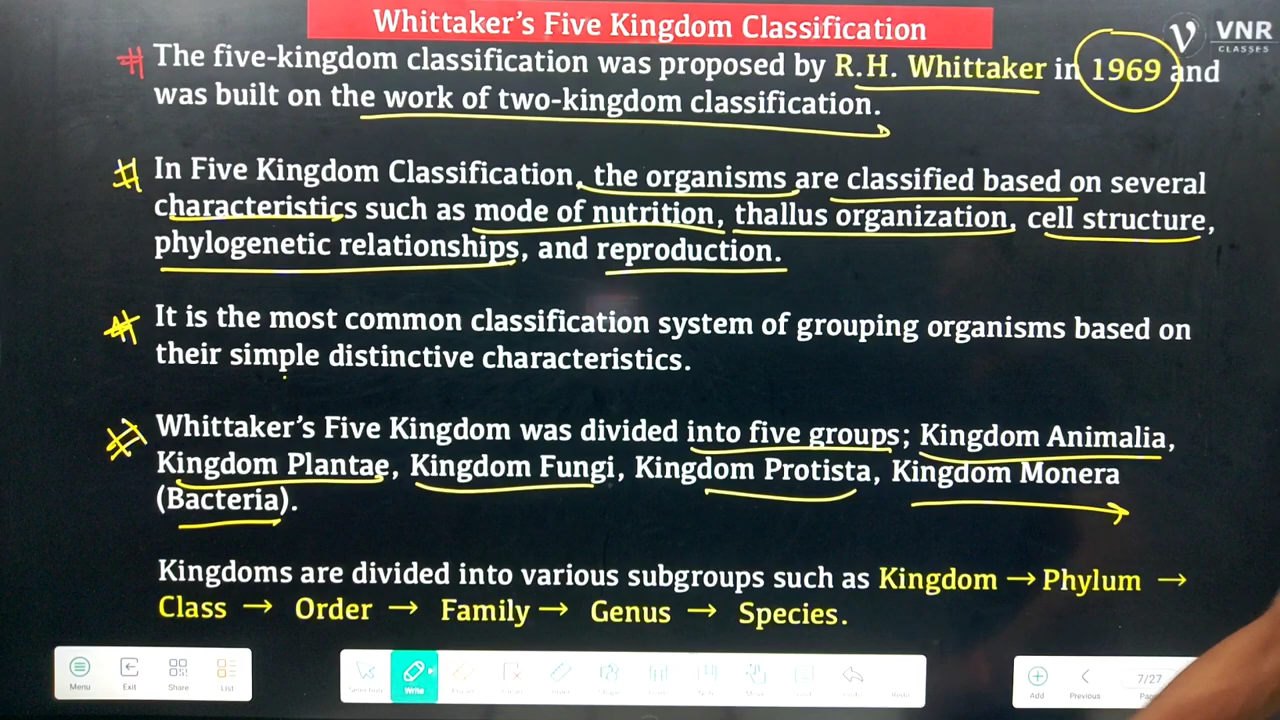 Whittaker's Five Kingdom Classification
V VNR
CLASSES
# The five-kingdom classification was proposed by R.H. Whittaker in 1969 and
was built on the work of two-kingdom classification.
# In Five Kingdom Classification, the organisms are classified based on several
characteristics such as mode of nutrition, thallus organization, cell structure,
phylogenetic relationships, and reproduction.
# It is the most common classification system of grouping organisms based on
their simple distinctive characteristics.
# Whittaker's Five Kingdom was divided into five groups; Kingdom Animalia,
Kingdom Plantae, Kingdom Fungi, Kingdom Protista, Kingdom Monera
(Bacteria).
Kingdoms are divided into various subgroups such as Kingdom → Phylum →
Class → Order → Family → Genus → Species.
Menu Exit Share List Write Add Previous 7/27